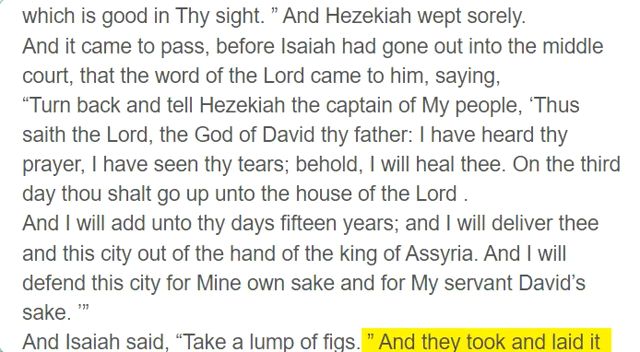 which is good in Thy sight. ” And Hezekiah wept sorely.
And it came to pass, before Isaiah had gone out into the middle
court, that the word of the Lord came to him, saying,
“Turn back and tell Hezekiah the captain of My people, ‘Thus
saith the Lord, the God of David thy father: I have heard thy
prayer, I have seen thy tears; behold, I will heal thee. On the third
day thou shalt go up unto the house of the Lord .
And I will add unto thy days fifteen years; and I will deliver thee
and this city out of the hand of the king of Assyria. And I will
defend this city for Mine own sake and for My servant David’s
sake. ’”
And Isaiah said, “Take a lump of figs. ” And they took and laid it